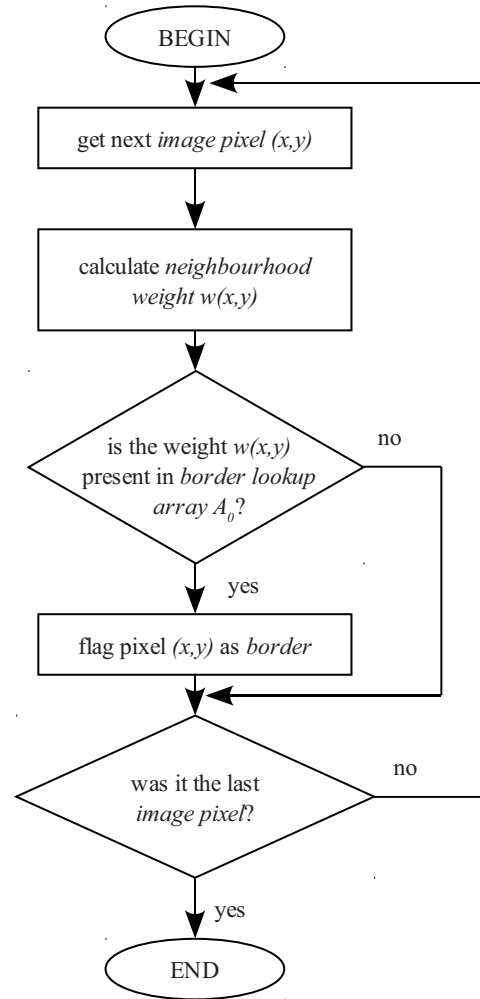 BEGIN
get next image pixel (x,y)
calculate neighbourhood
weight w(x,y)
is the weight w(x,y)
present in border lookup
array A₀?
no
yes
flag pixel (x,y) as border
was it the last
image pixel?
no
yes
END